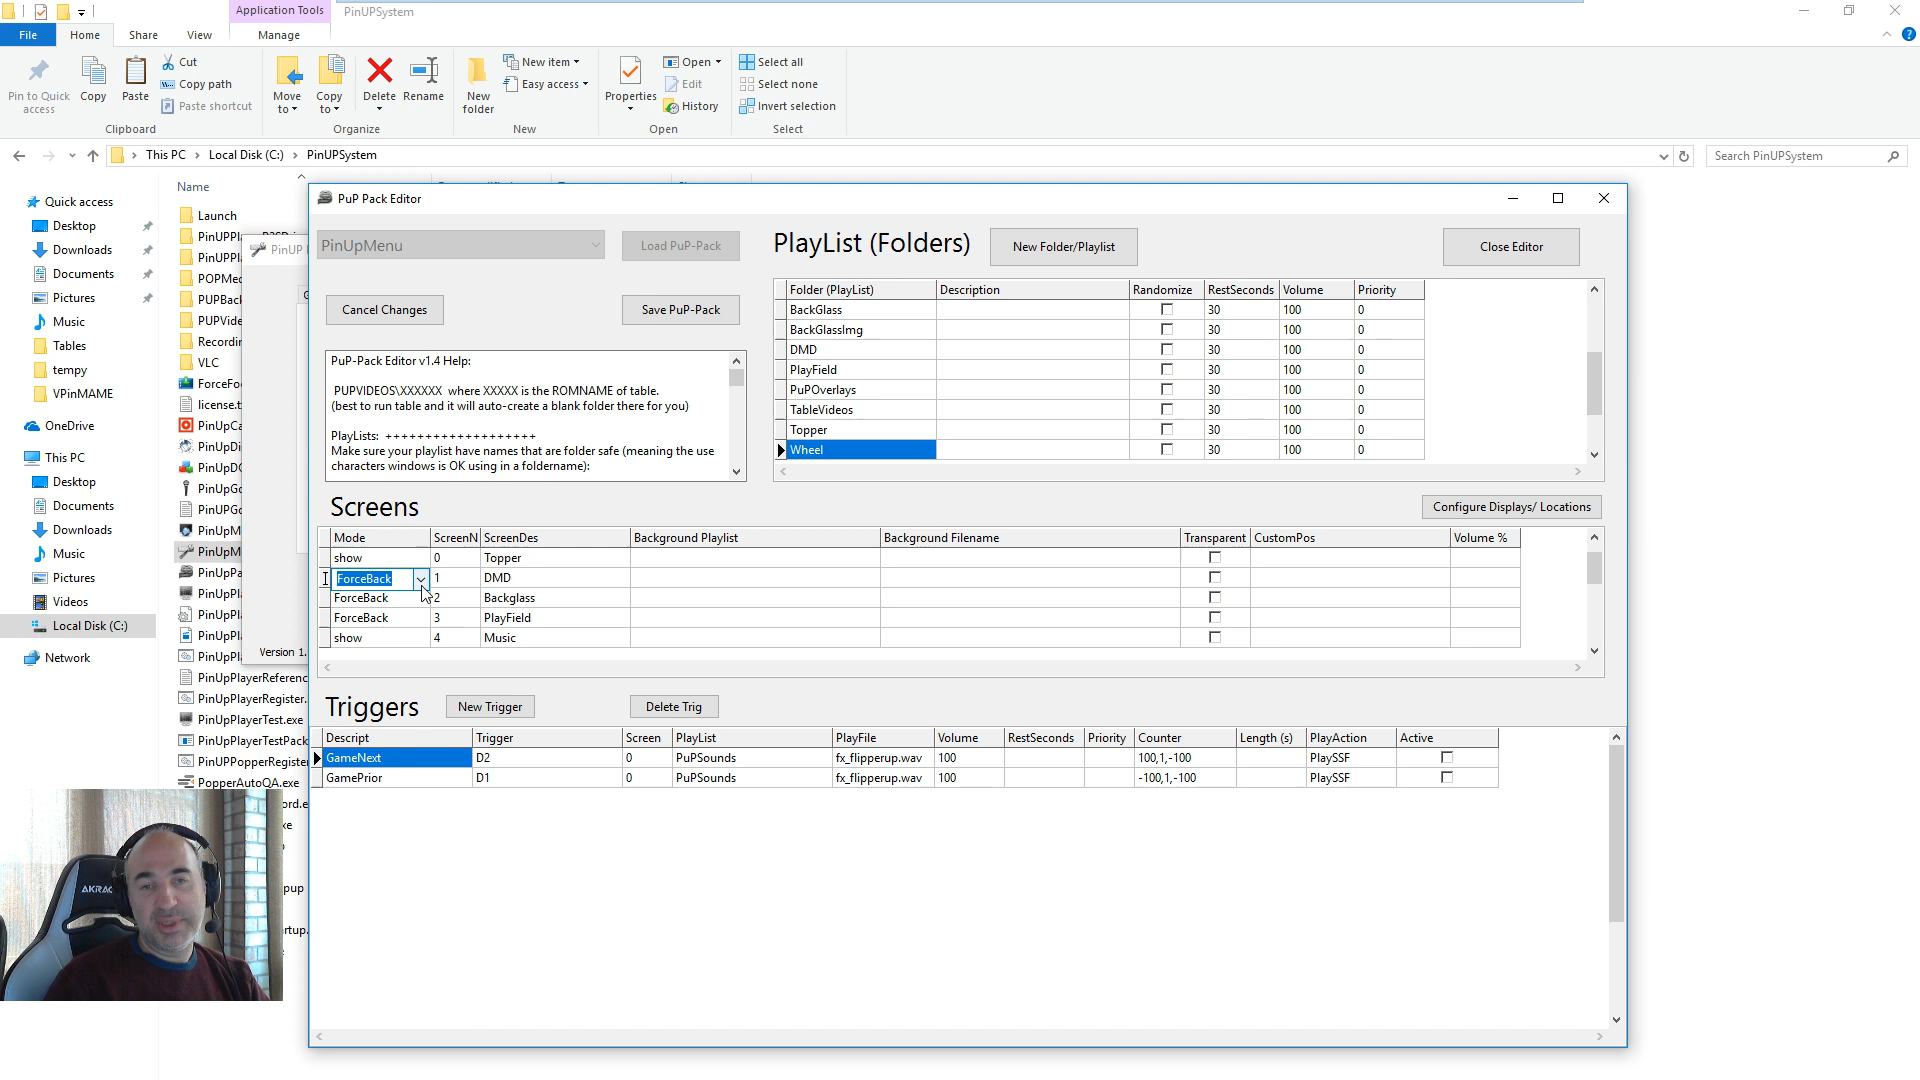 Application Tools
PinUPSystem
File
Home
Share
View
Manage
Pin to Quick access
Copy
Paste
Cut
Copy path
Paste shortcut
Clipboard
Move to
Copy to
Delete
Rename
Organize
New folder
New item
Easy access
New
Properties
Open
Edit
History
Open
Select all
Select none
Invert selection
Select
This PC
Local Disk (C:)
PinUPSystem
Search PinUPSystem
Quick access
Desktop
Downloads
Documents
Pictures
Music
Tables
tempy
VPinMAME
OneDrive
This PC
Desktop
Documents
Downloads
Music
Pictures
Videos
Local Disk (C:)
Network
Name
Launch
PinUPPla
PinUPPl
POPMe
PUPBac
PUPVide
Recordin
VLC
ForceFo
license.t
PinUpCa
PinUpDi
PinUpD
PinUpG
PinUPG
PinUpM
PinUpM
PinUpPa
PinUpPl
PinUpPl
PinUpPl
PinUpPl
PinUpPlayerReferenc
PinUpPlayerRegister.
PinUpPlayerTest.exe
PinUpPlayerTestPack
PinUPPopperRegiste
PopperAutoQA.exe
ord.e
xe
pup
rtup.
PinUP
Version 1.
PuP Pack Editor
PinUpMenu
Load PuP-Pack
Cancel Changes
Save PuP-Pack
PlayList (Folders)
New Folder/Playlist
Close Editor
PuP-Pack Editor v1.4 Help:
PUPVIDEOS\XXXXXX where XXXXX is the ROMNAME of table.
(best to run table and it will auto-create a blank folder there for you)
PlayLists: +++++++++++++++++++
Make sure your playlist have names that are folder safe (meaning the use
characters windows is OK using in a foldername):
Folder (PlayList) Description Randomize RestSeconds Volume Priority
BackGlass 30 100 0
BackGlassImg 30 100 0
DMD 30 100 0
PlayField 30 100 0
PuPOverlays 30 100 0
TableVideos 30 100 0
Topper 30 100 0
Wheel 30 100 0
Screens
Configure Displays/ Locations
Mode ScreenN ScreenDes Background Playlist Background Filename Transparent CustomPos Volume %
show 0 Topper
ForceBack 1 DMD
ForceBack 2 Backglass
ForceBack 3 PlayField
show 4 Music
Triggers
New Trigger
Delete Trig
Descript Trigger Screen PlayList PlayFile Volume RestSeconds Priority Counter Length (s) PlayAction Active
GameNext D2 0 PuPSounds fx_flipperup.wav 100 100,1,-100 PlaySSF
GamePrior D1 0 PuPSounds fx_flipperup.wav 100 -100,1,-100 PlaySSF
AKRAC